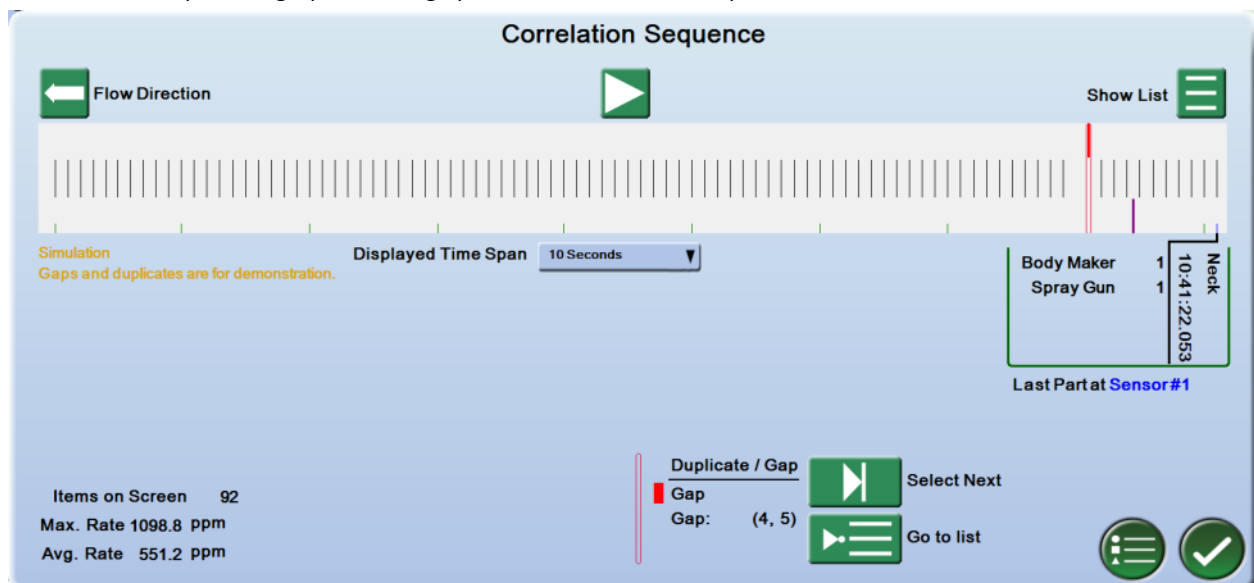 Correlation Sequence
Flow Direction
Show List
Simulation
Gaps and duplicates are for demonstration.
Displayed Time Span 10 Seconds
Body Maker 1
Spray Gun 1
Neck
10:41:22.053
Last Part at Sensor#1
Duplicate / Gap
Gap
Gap: (4, 5)
Select Next
Go to list
Items on Screen 92
Max. Rate 1098.8 ppm
Avg. Rate 551.2 ppm